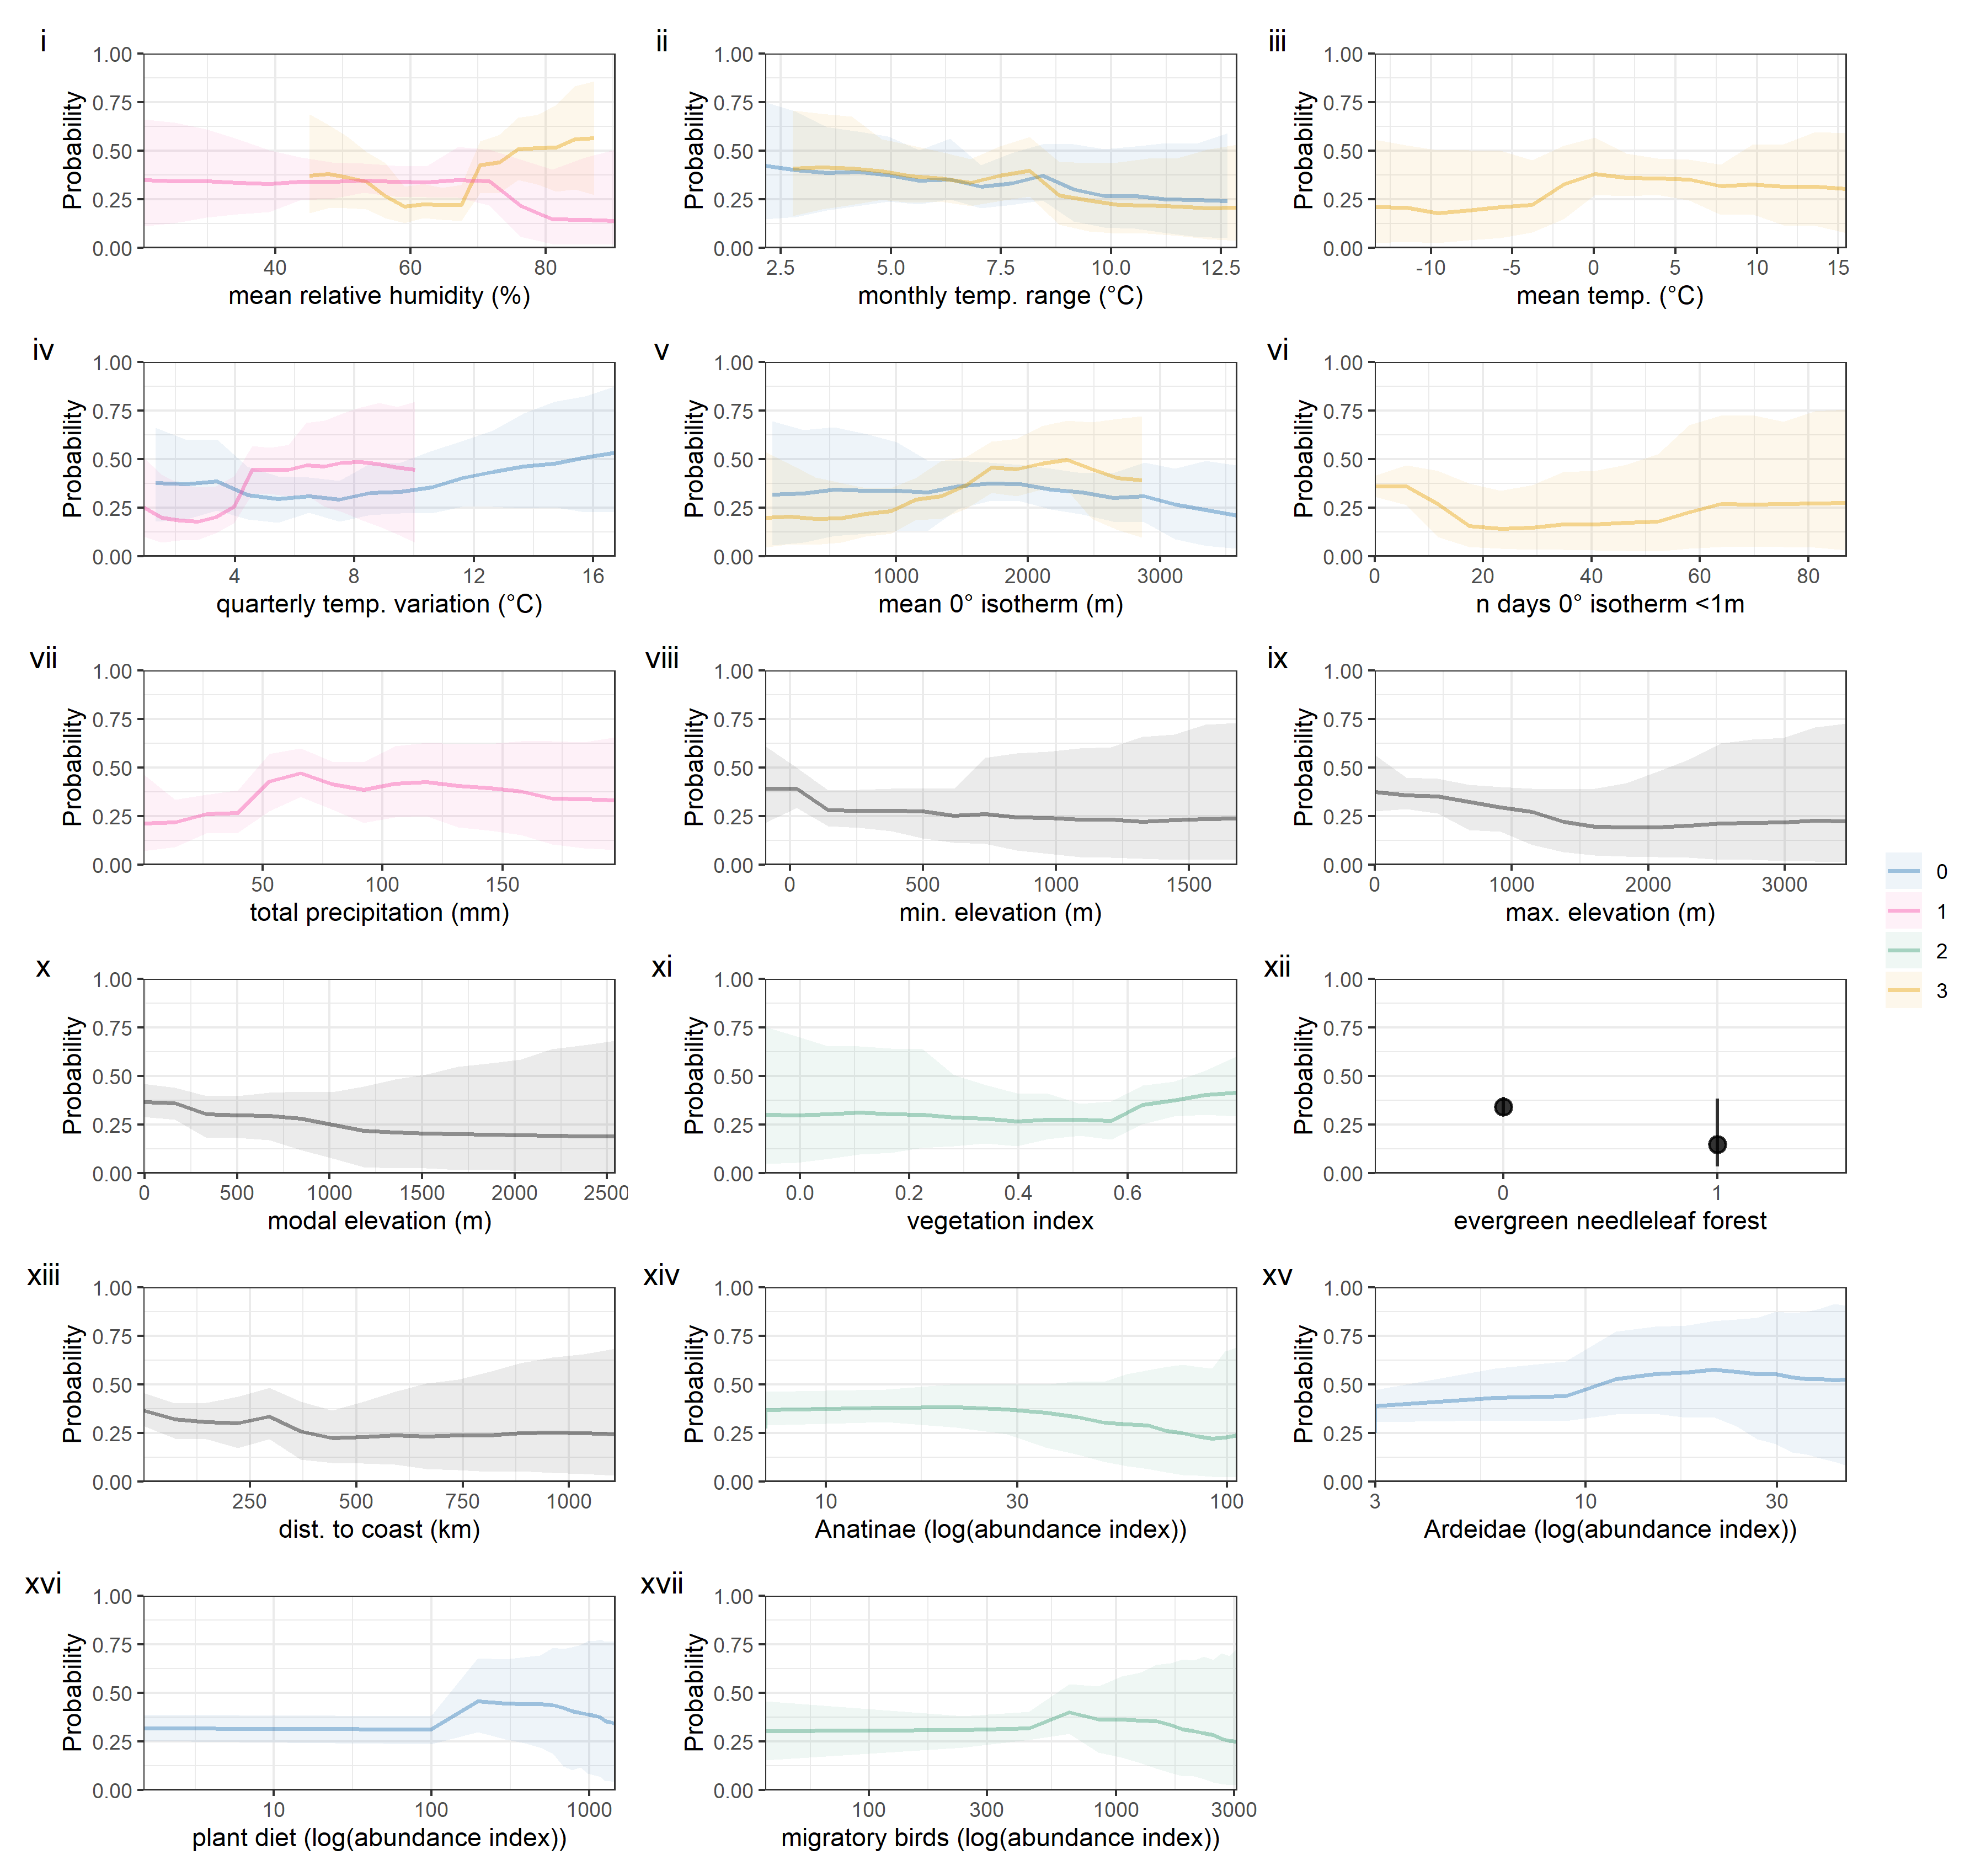 i
ii
iii
1.00
0.75
0.50
0.25
0.00
Probability
40 60 80
mean relative humidity (%)
1.00
0.75
0.50
0.25
0.00
Probability
2.5 5.0 7.5 10.0 12.5
monthly temp. range (°C)
1.00
0.75
0.50
0.25
0.00
Probability
-10 -5 0 5 10 15
mean temp. (°C)
iv
v
vi
1.00
0.75
0.50
0.25
0.00
Probability
4 8 12 16
quarterly temp. variation (°C)
1.00
0.75
0.50
0.25
0.00
Probability
1000 2000 3000
mean 0° isotherm (m)
1.00
0.75
0.50
0.25
0.00
Probability
0 20 40 60 80
n days 0° isotherm <1m
vii
viii
ix
1.00
0.75
0.50
0.25
0.00
Probability
50 100 150
total precipitation (mm)
1.00
0.75
0.50
0.25
0.00
Probability
0 500 1000 1500
min. elevation (m)
1.00
0.75
0.50
0.25
0.00
Probability
0 1000 2000 3000
max. elevation (m)
0
1
2
3
x
xi
xii
1.00
0.75
0.50
0.25
0.00
Probability
0 500 1000 1500 2000 2500
modal elevation (m)
1.00
0.75
0.50
0.25
0.00
Probability
0.0 0.2 0.4 0.6
vegetation index
1.00
0.75
0.50
0.25
0.00
Probability
0 1
evergreen needleleaf forest
xiii
xiv
xv
1.00
0.75
0.50
0.25
0.00
Probability
250 500 750 1000
dist. to coast (km)
1.00
0.75
0.50
0.25
0.00
Probability
10 30 100
Anatinae (log(abundance index))
1.00
0.75
0.50
0.25
0.00
Probability
3 10 30
Ardeidae (log(abundance index))
xvi
xvii
1.00
0.75
0.50
0.25
0.00
Probability
10 100 1000
plant diet (log(abundance index))
1.00
0.75
0.50
0.25
0.00
Probability
100 300 1000 3000
migratory birds (log(abundance index))